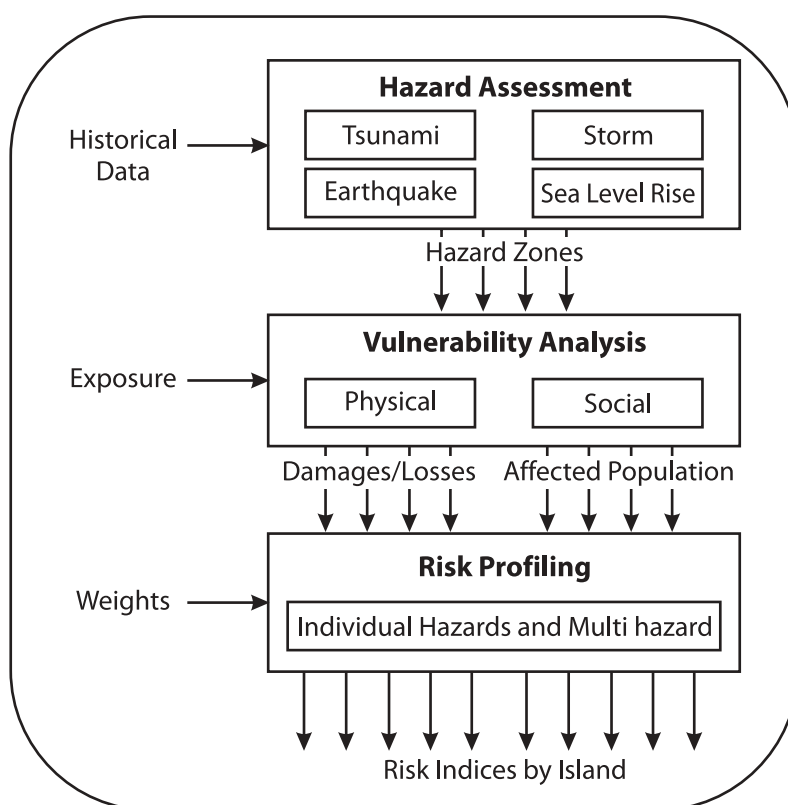 Hazard Assessment
Tsunami
Storm
Historical
Data
Earthquake
Sea Level Rise
Hazard Zones
Vulnerability Analysis
Exposure
Physical
Social
Damages/Losses
Affected Population
Risk Profiling
Weights
Individual Hazards and Multi hazard
Risk Indices by Island